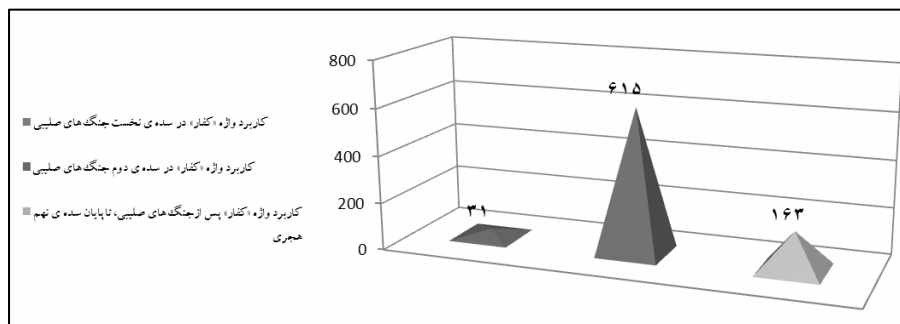 800
600
400
200
0
۳۱
۶۱۵
۱۶۳
کاربرد واژه «کفار» در سده ی نخست جنگ های صلیبی
کاربرد واژه «کفار» در سده ی دوم جنگ های صلیبی
کاربرد واژه «کفار» پس از جنگ های صلیبی، تا پایان سده ی نهم
هجری